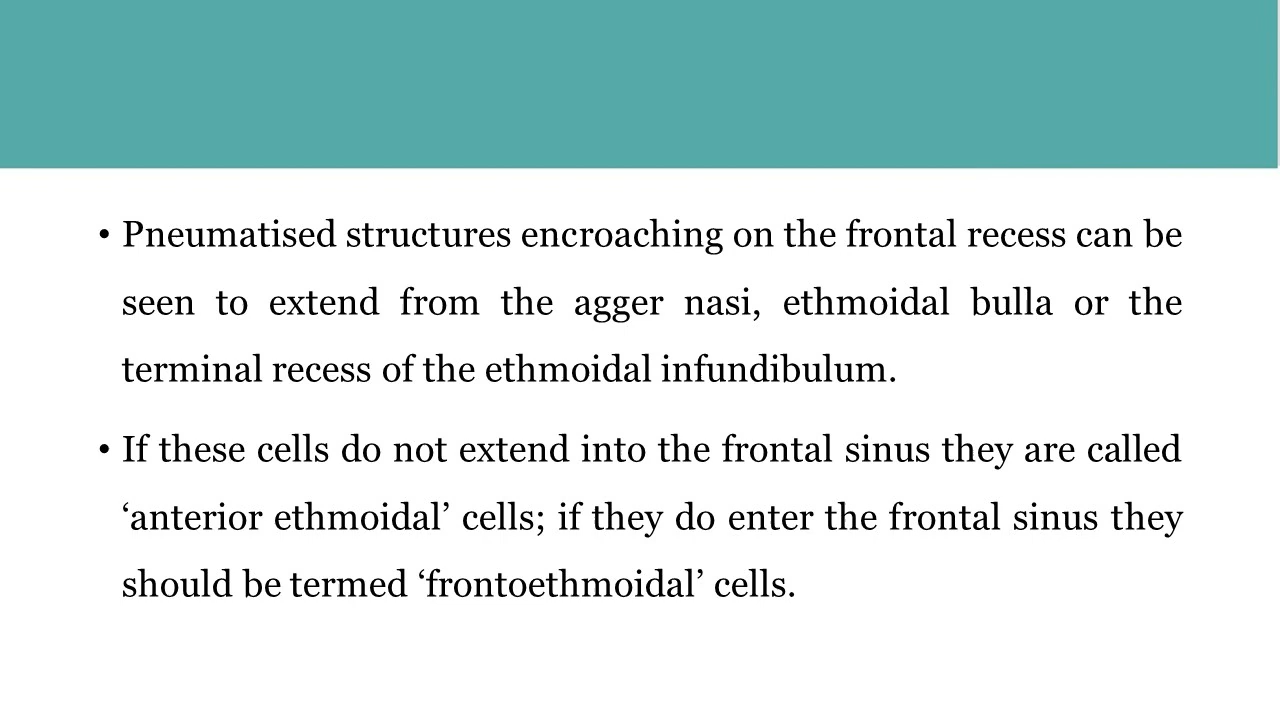 • Pneumatised structures encroaching on the frontal recess can be
seen to extend from the agger nasi, ethmoidal bulla or the
terminal recess of the ethmoidal infundibulum.
• If these cells do not extend into the frontal sinus they are called
‘anterior ethmoidal’ cells; if they do enter the frontal sinus they
should be termed ‘frontoethmoidal’ cells.